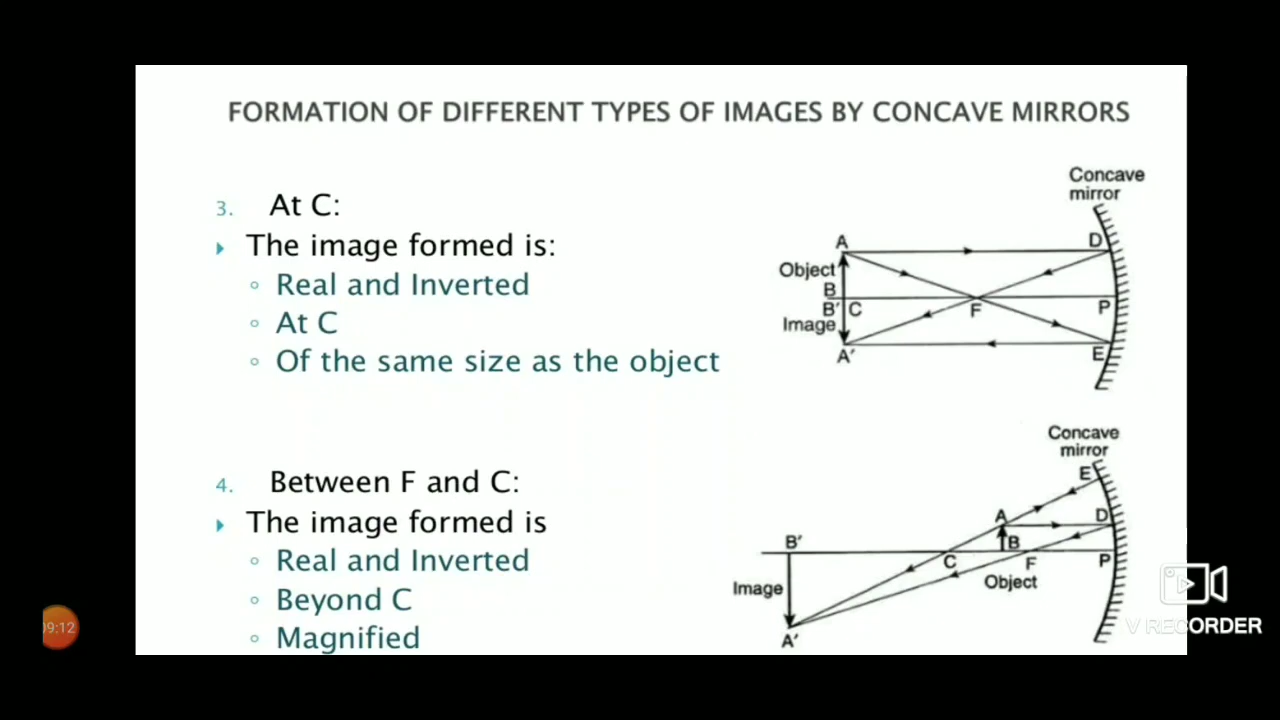 FORMATION OF DIFFERENT TYPES OF IMAGES BY CONCAVE MIRRORS
3. At C:
The image formed is:
Real and Inverted
At C
Of the same size as the object
Concave
mirror
A
D
Object
B
B′ C
F
P
Image
A′
E
4. Between F and C:
The image formed is
Real and Inverted
Beyond C
Magnified
Concave
mirror
E
A
D
B′
B
C
F
P
Image
Object
A′
09:12
V RECORDER